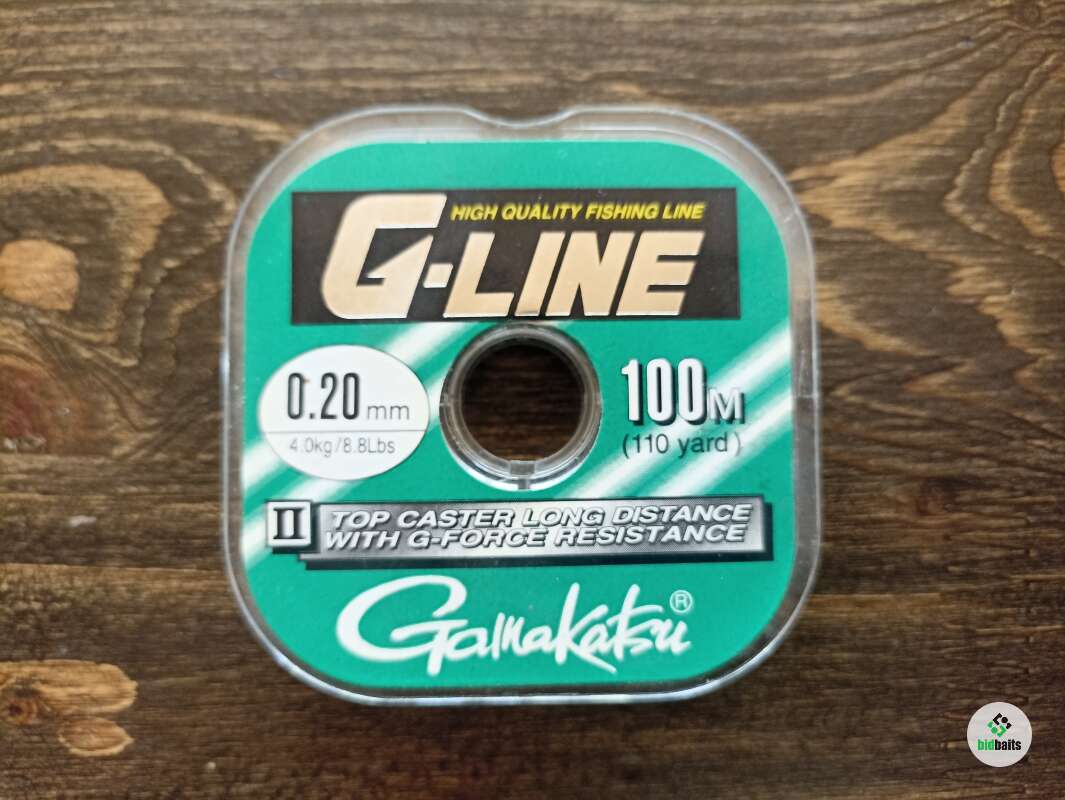 HIGH QUALITY FISHING LINE
G-LINE
0.20 mm
4.0kg/8.8Lbs
100M
(110 yard)
II TOP CASTER LONG DISTANCE
WITH G-FORCE RESISTANCE
Gamakatsu®
bidbaits